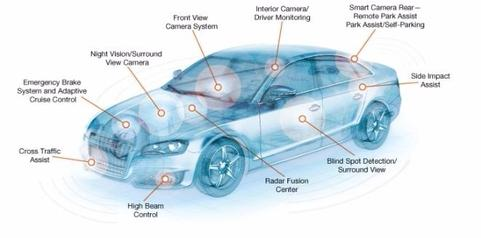 Front View
Camera System
Interior Camera/
Driver Monitoring
Smart Camera Rear—
Remote Park Assist
Park Assist/Self-Parking
Night Vision/Surround
View Camera
Emergency Brake
System and Adaptive
Cruise Control
Side Impact
Assist
Cross Traffic
Assist
Blind Spot Detection/
Surround View
Radar Fusion
Center
High Beam
Control